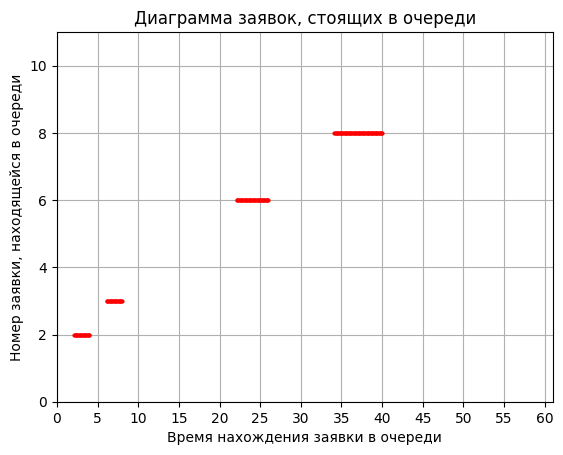 Диаграмма заявок, стоящих в очереди
Номер заявки, находящейся в очереди
10
8
6
4
2
0
0 5 10 15 20 25 30 35 40 45 50 55 60
Время нахождения заявки в очереди